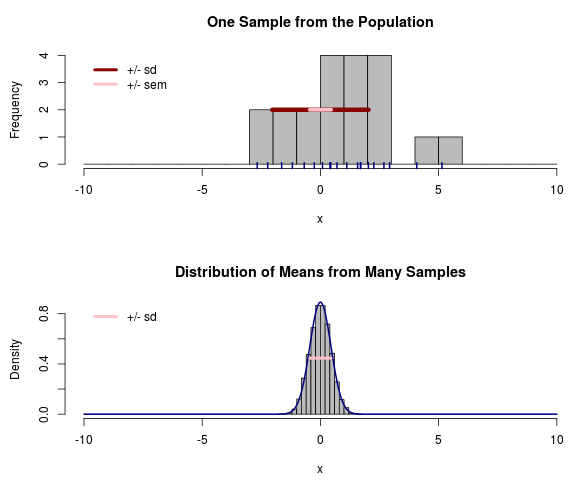 One Sample from the Population
+/- sd
+/- sem
Frequency
0 1 2 3 4
-10 -5 0 5 10
x
Distribution of Means from Many Samples
+/- sd
Density
0.0 0.4 0.8
-10 -5 0 5 10
x